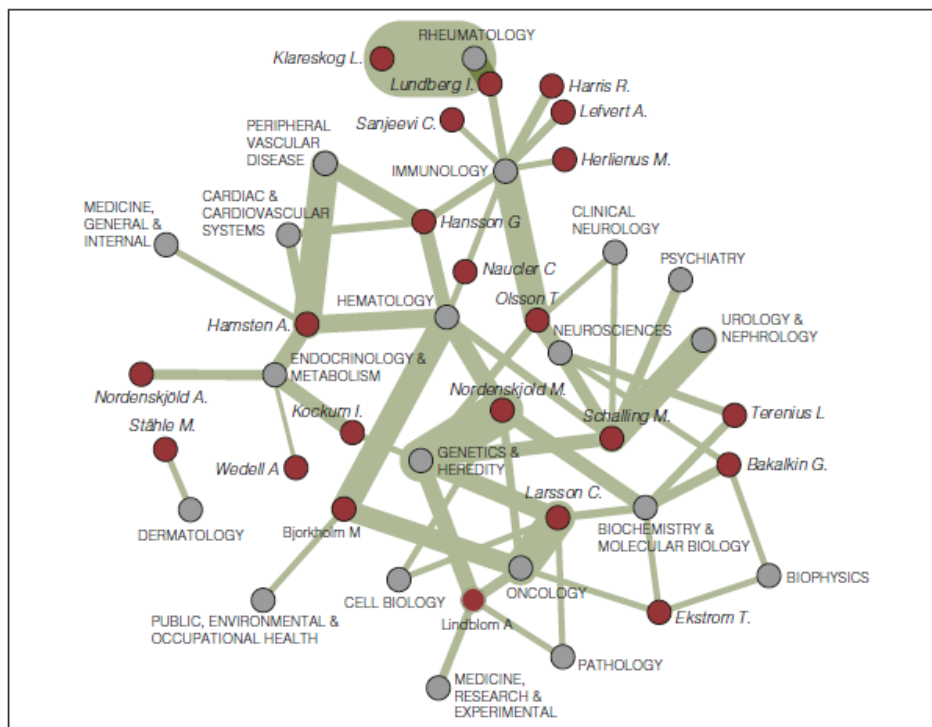 RHEUMATOLOGY
Klareskog L.
Lundberg I.
Harris R.
Lefvert A.
Sanjeevi C.
PERIPHERAL
VASCULAR
DISEASE
IMMUNOLOGY
Herlienus M.
MEDICINE,
GENERAL &
INTERNAL
CARDIAC &
CARDIOVASCULAR
SYSTEMS
Hansson G
CLINICAL
NEUROLOGY
PSYCHIATRY
Naucler C
HEMATOLOGY
Olsson T
Hamsten A.
NEUROSCIENCES
UROLOGY &
NEPHROLOGY
ENDOCRINOLOGY &
METABOLISM
Nordenskjöld A.
Nordenskjold M.
Kockum I.
Schalling M.
Terenius L
Ståhle M.
Wedell A
GENETICS &
HEREDITY
Bakalkin G.
Larsson C.
DERMATOLOGY
Bjorkholm M
BIOCHEMISTRY &
MOLECULAR BIOLOGY
BIOPHYSICS
CELL BIOLOGY
ONCOLOGY
PUBLIC, ENVIRONMENTAL &
OCCUPATIONAL HEALTH
Lindblom A
Ekstrom T.
PATHOLOGY
MEDICINE,
RESEARCH &
EXPERIMENTAL